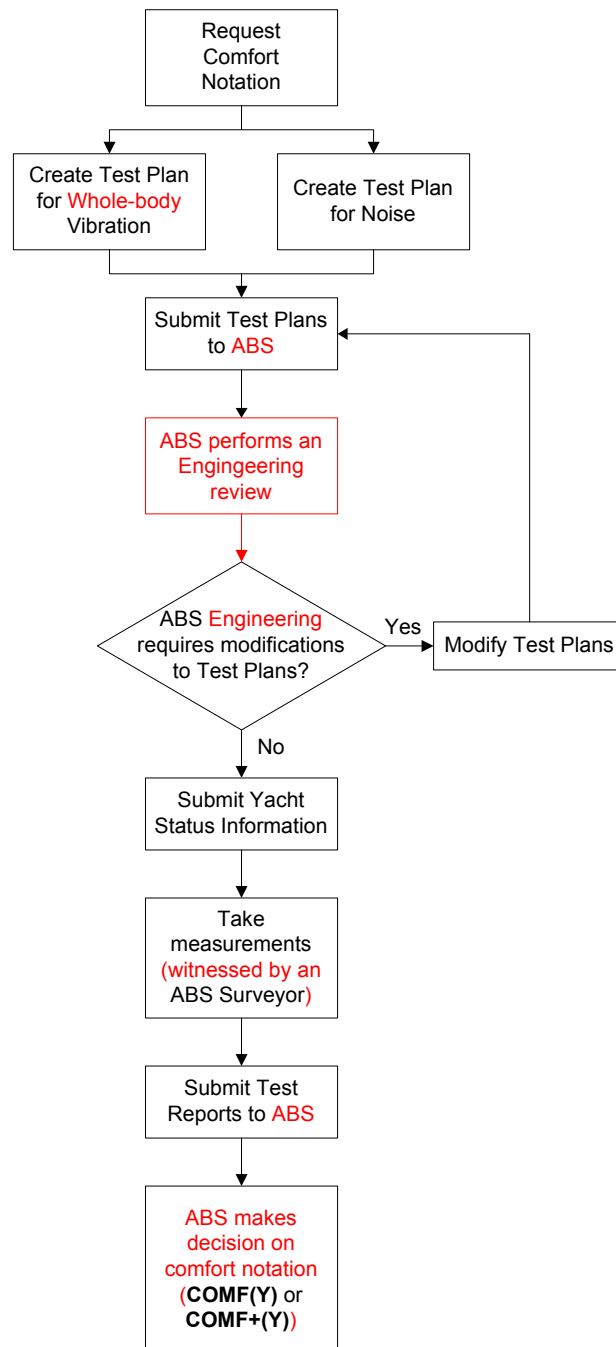 Request
Comfort
Notation
Create Test Plan
for Whole-body
Vibration
Create Test Plan
for Noise
Submit Test Plans
to ABS
ABS performs an
Engingeering
review
ABS Engineering
requires modifications
to Test Plans?
Yes
Modify Test Plans
No
Submit Yacht
Status Information
Take
measurements
(witnessed by an
ABS Surveyor)
Submit Test
Reports to ABS
ABS makes
decision on
comfort notation
(COMF(Y) or
COMF+(Y))